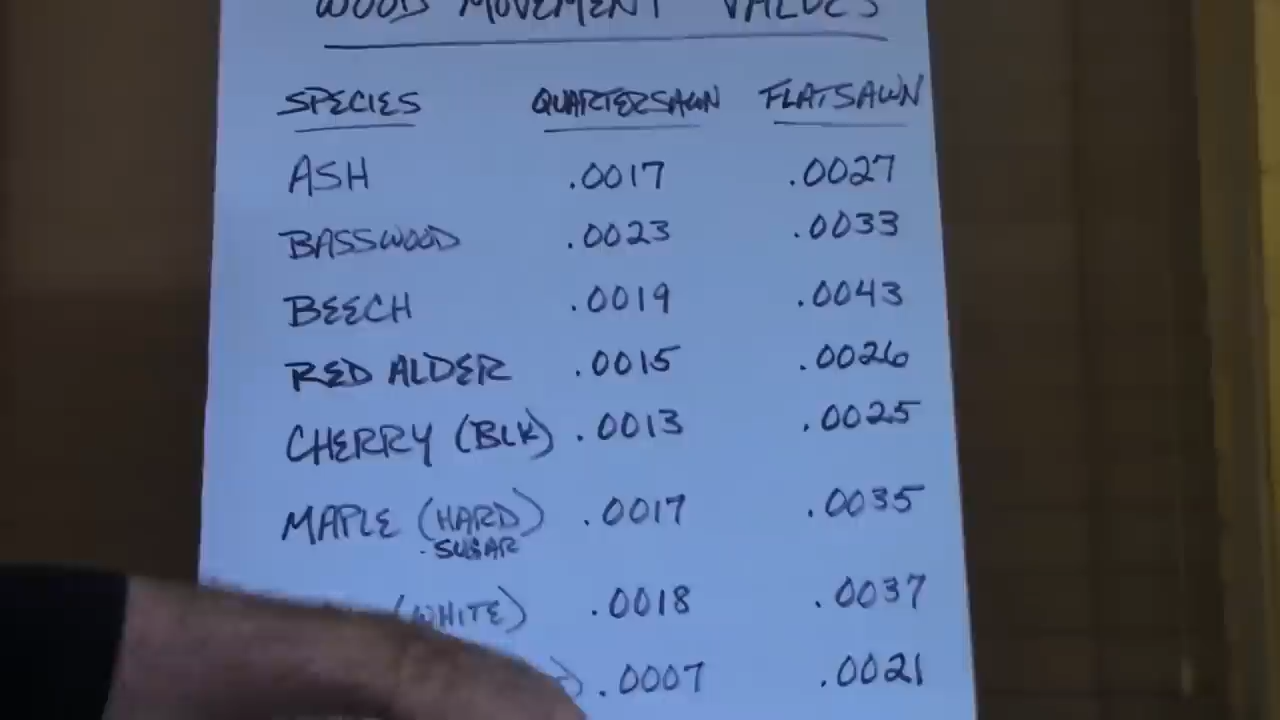 WOOD MOVEMENT VALUES
SPECIES QUARTERSAWN FLATSAWN
ASH .0017 .0027
BASSWOOD .0023 .0033
BEECH .0019 .0043
RED ALDER .0015 .0026
CHERRY (BLK) .0013 .0025
MAPLE (HARD) .0017 .0035
SUGAR
(WHITE) .0018 .0037
) .0007 .0021